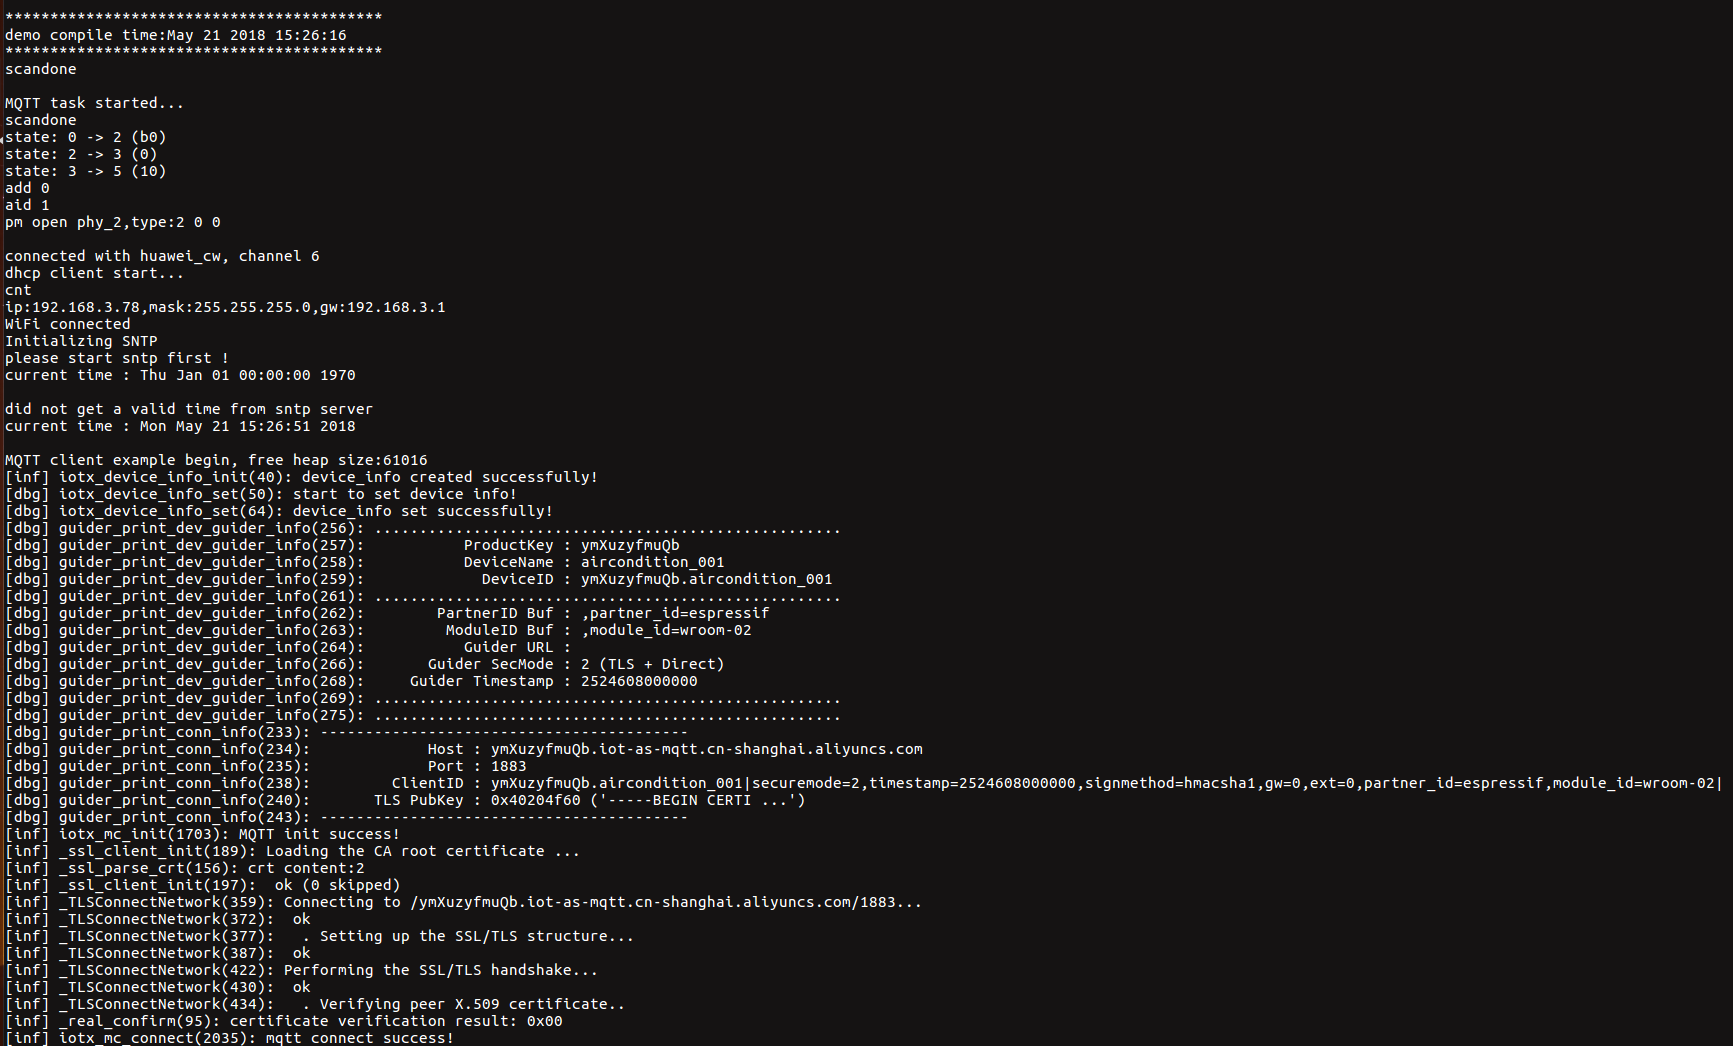 ******************************************
demo compile time:May 21 2018 15:26:16
******************************************
scandone
MQTT task started...
scandone
state: 0 -> 2 (b0)
state: 2 -> 3 (0)
state: 3 -> 5 (10)
add 0
aid 1
pm open phy_2,type:2 0 0
connected with huawei_cw, channel 6
dhcp client start...
cnt
ip:192.168.3.78,mask:255.255.255.0,gw:192.168.3.1
WiFi connected
Initializing SNTP
please start sntp first !
current time : Thu Jan 01 00:00:00 1970
did not get a valid time from sntp server
current time : Mon May 21 15:26:51 2018
MQTT client example begin, free heap size:61016
[inf] iotx_device_info_init(40): device_info created successfully!
[dbg] iotx_device_info_set(50): start to set device info!
[dbg] iotx_device_info_set(64): device_info set successfully!
[dbg] guider_print_dev_guider_info(256): ....................................................
[dbg] guider_print_dev_guider_info(257):           ProductKey : ymXuzyfmuQb
[dbg] guider_print_dev_guider_info(258):           DeviceName : aircondition_001
[dbg] guider_print_dev_guider_info(259):             DeviceID : ymXuzyfmuQb.aircondition_001
[dbg] guider_print_dev_guider_info(261): ....................................................
[dbg] guider_print_dev_guider_info(262):        PartnerID Buf : ,partner_id=espressif
[dbg] guider_print_dev_guider_info(263):         ModuleID Buf : ,module_id=wroom-02
[dbg] guider_print_dev_guider_info(264):           Guider URL :
[dbg] guider_print_dev_guider_info(266):       Guider SecMode : 2 (TLS + Direct)
[dbg] guider_print_dev_guider_info(268):     Guider Timestamp : 2524608000000
[dbg] guider_print_dev_guider_info(269): ....................................................
[dbg] guider_print_dev_guider_info(275): ....................................................
[dbg] guider_print_conn_info(233): -----------------------------------------
[dbg] guider_print_conn_info(234):             Host : ymXuzyfmuQb.iot-as-mqtt.cn-shanghai.aliyuncs.com
[dbg] guider_print_conn_info(235):             Port : 1883
[dbg] guider_print_conn_info(238):         ClientID : ymXuzyfmuQb.aircondition_001|securemode=2,timestamp=2524608000000,signmethod=hmacsha1,gw=0,ext=0,partner_id=espressif,module_id=wroom-02|
[dbg] guider_print_conn_info(240):       TLS PubKey : 0x40204f60 ('-----BEGIN CERTI ...')
[dbg] guider_print_conn_info(243): -----------------------------------------
[inf] iotx_mc_init(1703): MQTT init success!
[inf] _ssl_client_init(189): Loading the CA root certificate ...
[inf] _ssl_parse_crt(156): crt content:2
[inf] _ssl_client_init(197):  ok (0 skipped)
[inf] _TLSConnectNetwork(359): Connecting to /ymXuzyfmuQb.iot-as-mqtt.cn-shanghai.aliyuncs.com/1883...
[inf] _TLSConnectNetwork(372):  ok
[inf] _TLSConnectNetwork(377):   . Setting up the SSL/TLS structure...
[inf] _TLSConnectNetwork(387):  ok
[inf] _TLSConnectNetwork(422): Performing the SSL/TLS handshake...
[inf] _TLSConnectNetwork(430):  ok
[inf] _TLSConnectNetwork(434):   . Verifying peer X.509 certificate..
[inf] _real_confirm(95): certificate verification result: 0x00
[inf] iotx_mc_connect(2035): mqtt connect success!